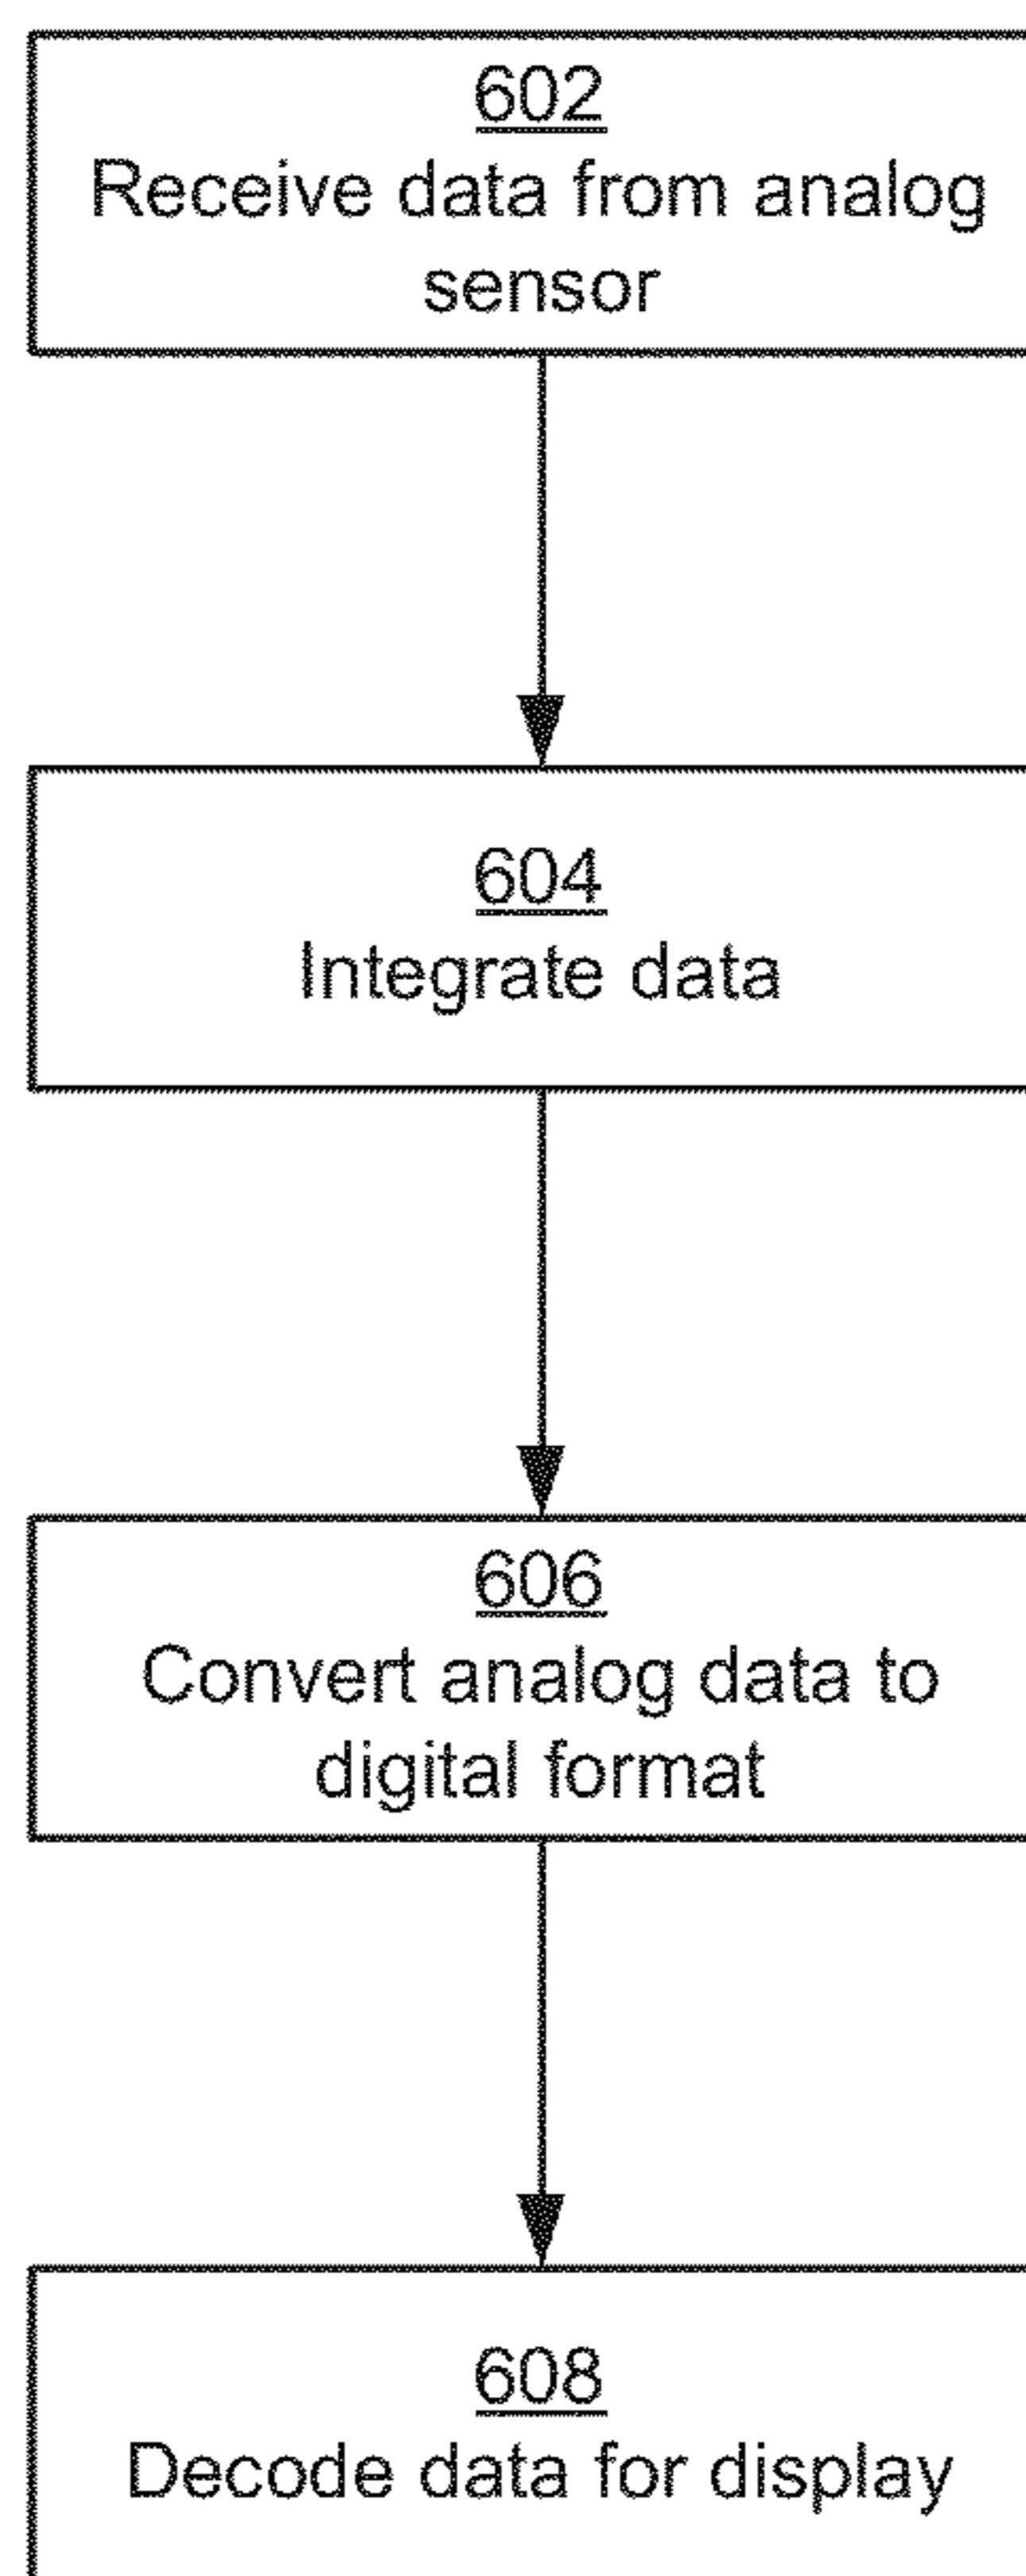 602
Receive data from analog
sensor
604
Integrate data
606
Convert analog data to
digital format
608
Decode data for display